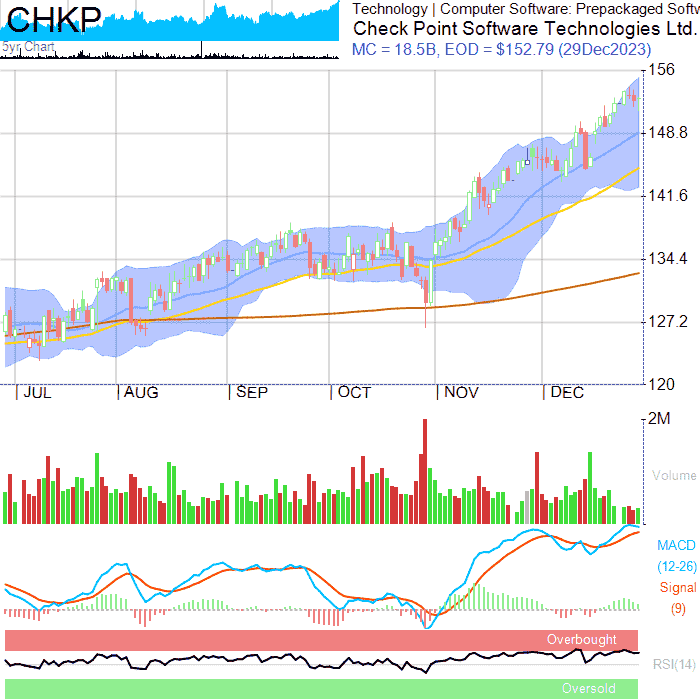 CHKP
5yr Chart
Technology | Computer Software: Prepackaged Softw
Check Point Software Technologies Ltd.
MC = 18.5B, EOD = $152.79 (29Dec2023)
156
148.8
141.6
134.4
127.2
120
JUL AUG SEP OCT NOV DEC
2M
Volume
MACD
(12-26)
Signal
(9)
Overbought
RSI(14)
Oversold